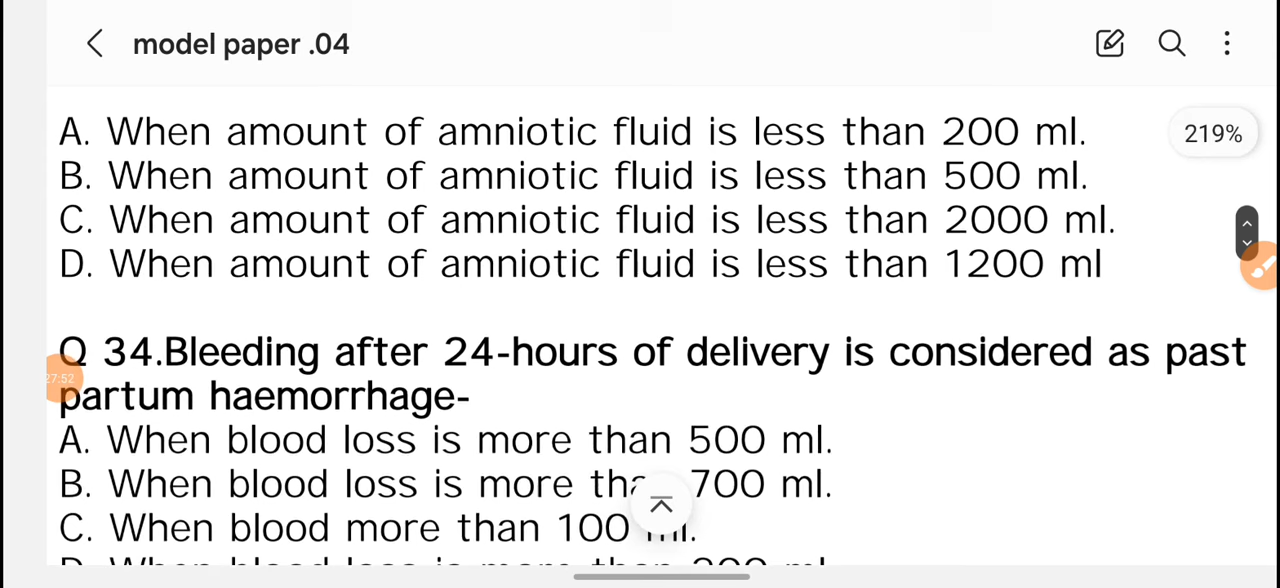 model paper .04
A. When amount of amniotic fluid is less than 200 ml.
219%
B. When amount of amniotic fluid is less than 500 ml.
C. When amount of amniotic fluid is less than 2000 ml.
D. When amount of amniotic fluid is less than 1200 ml
Q 34.Bleeding after 24-hours of delivery is considered as past
27:52
partum haemorrhage-
A. When blood loss is more than 500 ml.
B. When blood loss is more 700 ml.
C. When blood more than 100